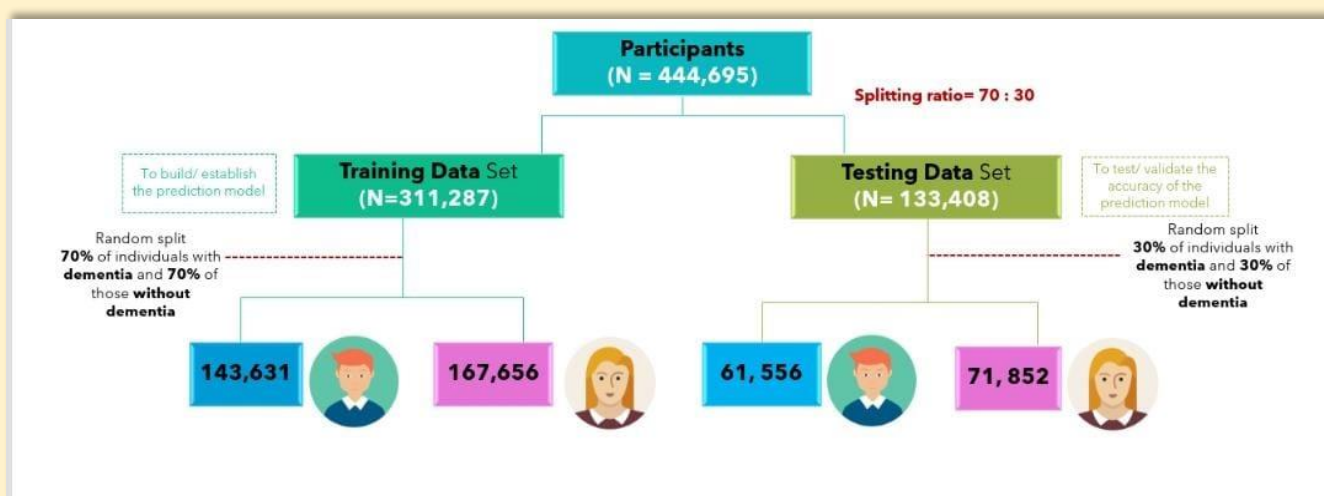 Participants
(N = 444,695)
Splitting ratio= 70 : 30
To build/ establish
the prediction model
Training Data Set
(N=311,287)
Testing Data Set
(N= 133,408)
To test/ validate the
accuracy of the
prediction model
Random split
70% of individuals with
dementia and 70% of
those without
dementia
Random split
30% of individuals with
dementia and 30% of
those without
dementia
143,631
167,656
61, 556
71, 852